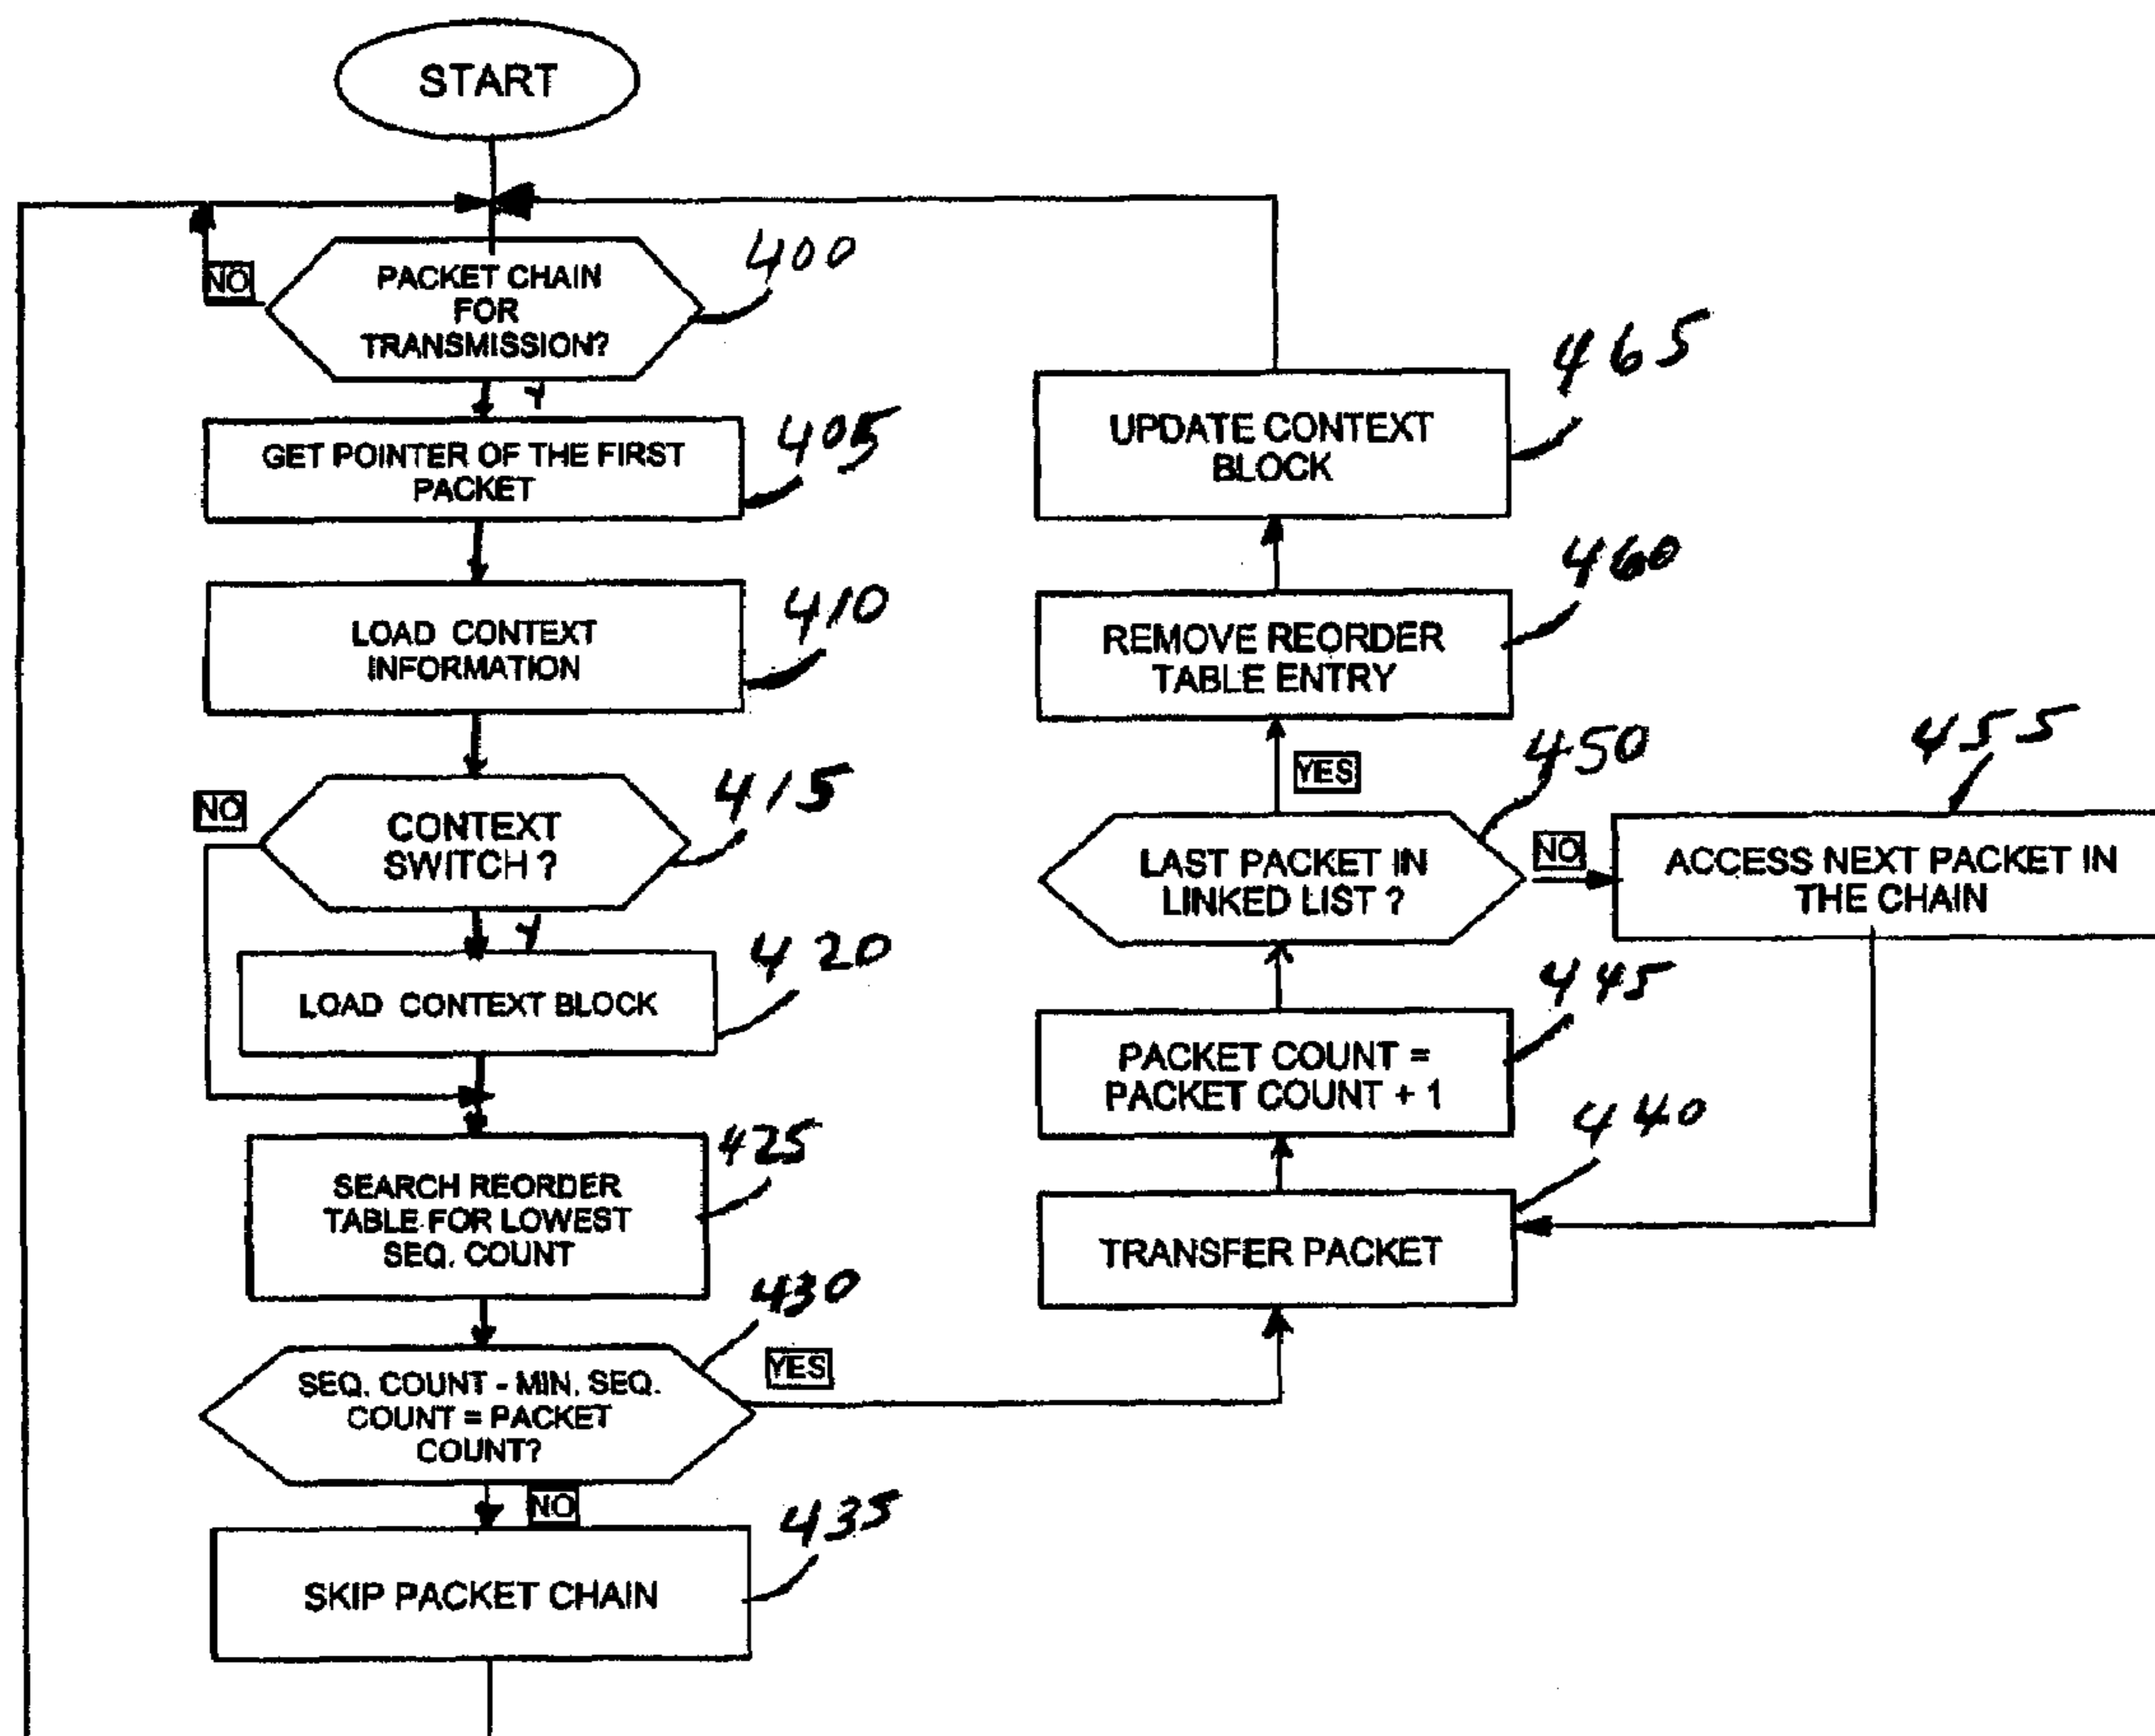 START
NO
PACKET CHAIN
FOR
TRANSMISSION?
400
Y
GET POINTER OF THE FIRST
PACKET
405
LOAD CONTEXT
INFORMATION
410
NO
CONTEXT
SWITCH ?
415
Y
LOAD CONTEXT BLOCK
420
SEARCH REORDER
TABLE FOR LOWEST
SEQ. COUNT
425
SEQ. COUNT - MIN. SEQ.
COUNT = PACKET
COUNT?
430
YES
NO
SKIP PACKET CHAIN
435
UPDATE CONTEXT
BLOCK
465
REMOVE REORDER
TABLE ENTRY
460
YES
LAST PACKET IN
LINKED LIST ?
450
NO
ACCESS NEXT PACKET IN
THE CHAIN
455
PACKET COUNT =
PACKET COUNT + 1
445
TRANSFER PACKET
440